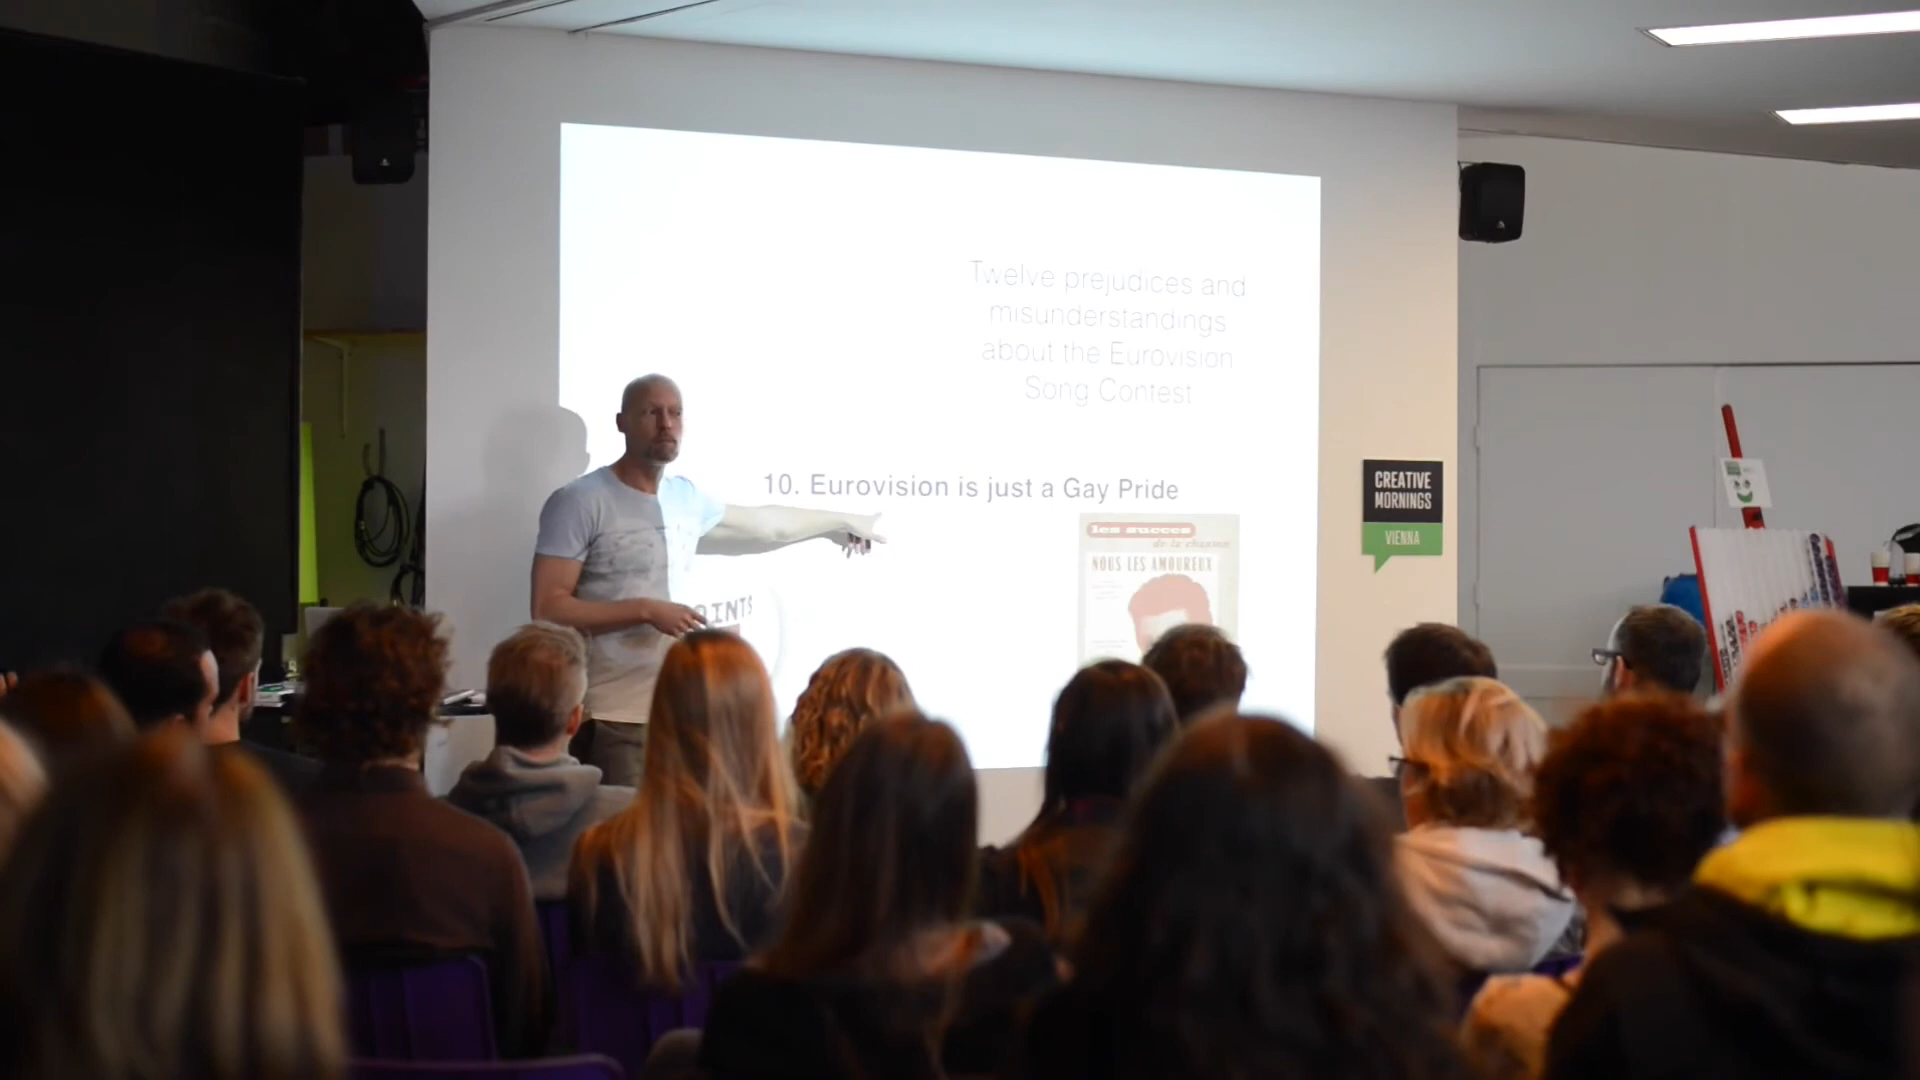 Twelve prejudices and
misunderstandings
about the Eurovision
Song Contest
10. Eurovision is just a Gay Pride
les succes
de la chanson
NOUS LES AMOUREUX
CREATIVE
MORNINGS
VIENNA